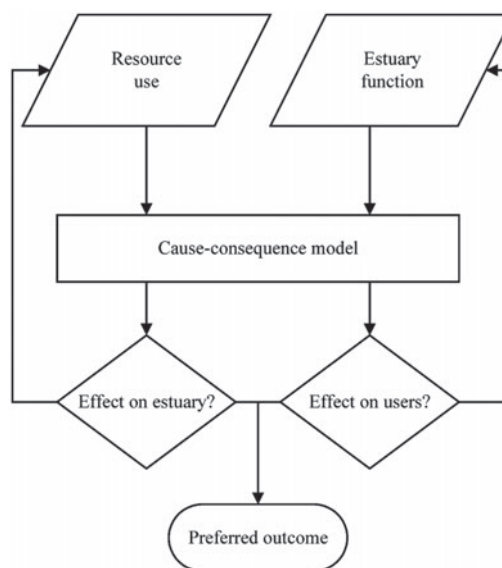 Resource
use
Estuary
function
Cause-consequence model
Effect on estuary?
Effect on users?
Preferred outcome